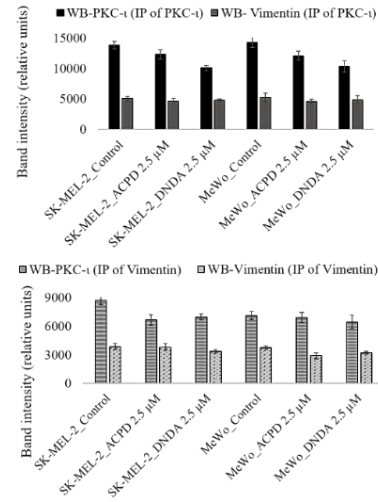 WB-PKC-ι (IP of PKC-ι) WB- Vimentin (IP of PKC-ι)
Band intensity (relative units)
15000
10000
5000
0
SK-MEL-2_Control
SK-MEL-2_ACPD 2.5 µM
SK-MEL-2_DNDA 2.5 µM
MeWo_Control
MeWo_ACPD 2.5 µM
MeWo_DNDA 2.5 µM
WB-PKC-ι (IP of Vimentin) WB-Vimentin (IP of Vimentin)
Band intensity (relative units)
9000
6000
3000
0
SK-MEL-2_Control
SK-MEL-2_ACPD 2.5 µM
SK-MEL-2_DNDA 2.5 µM
MeWo_Control
MeWo_ACPD 2.5 µM
MeWo_DNDA 2.5 µM